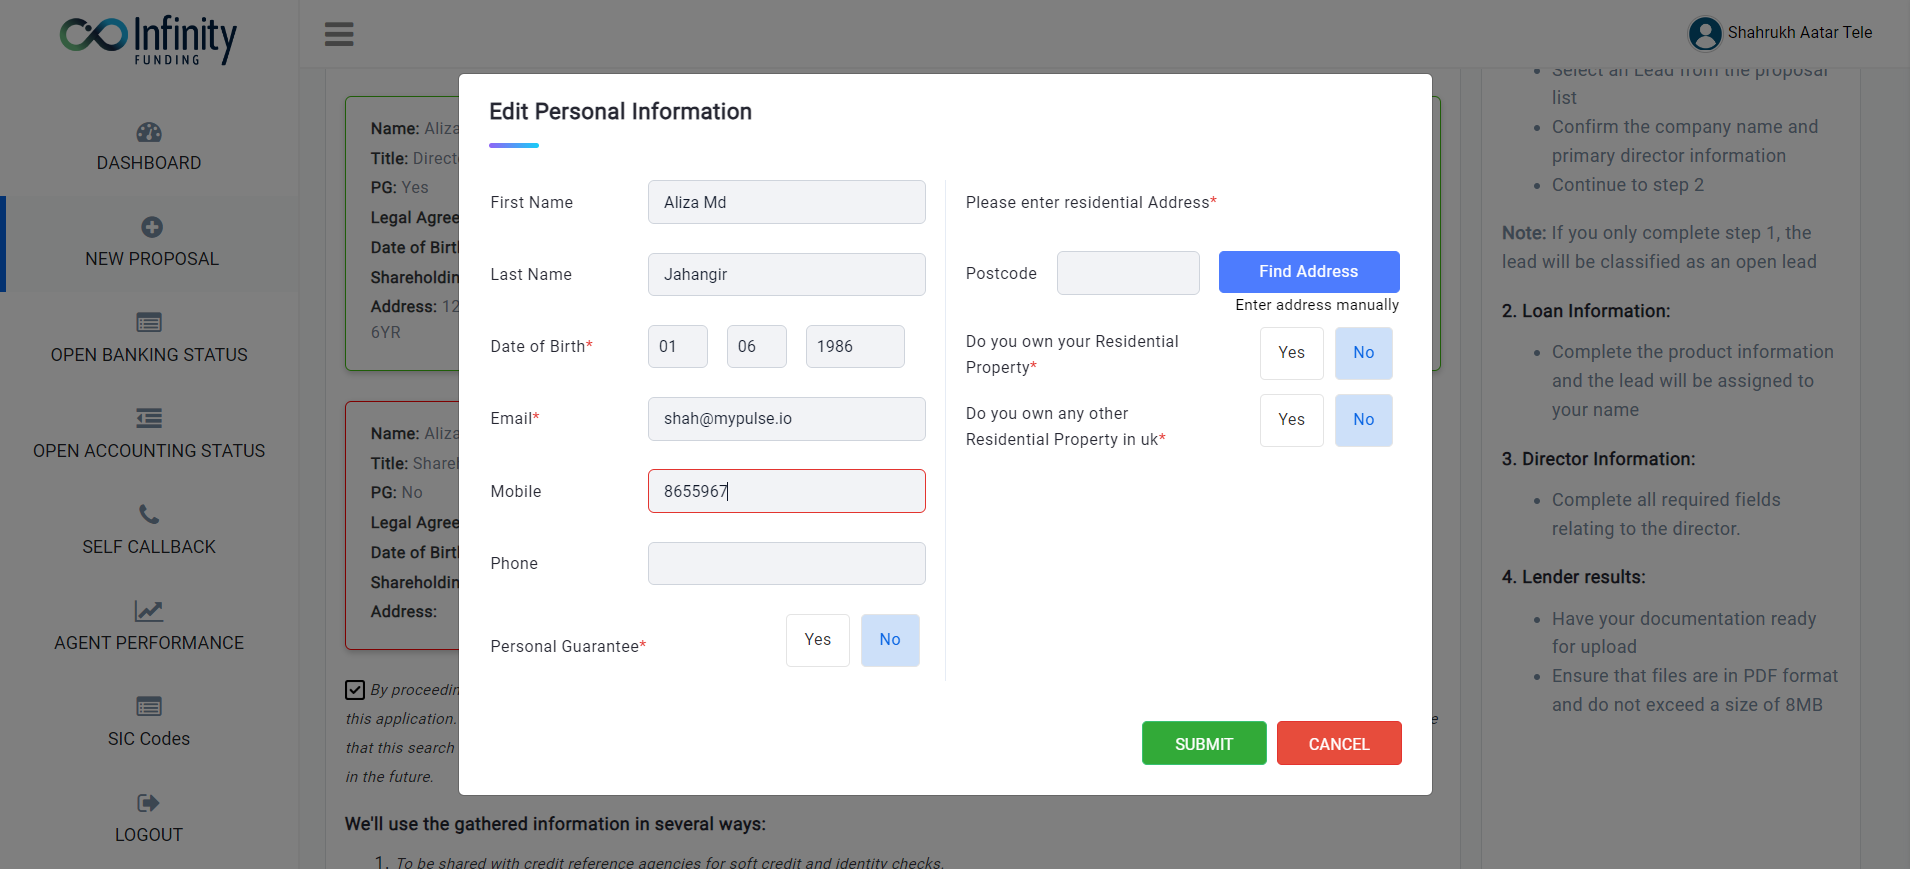 Infinity
FUNDING
Shahrukh Aatar Tele
DASHBOARD
NEW PROPOSAL
OPEN BANKING STATUS
OPEN ACCOUNTING STATUS
SELF CALLBACK
AGENT PERFORMANCE
SIC Codes
LOGOUT
Name: Aliza
Title: Direct
PG: Yes
Legal Agree
Date of Birth
Shareholdin
Address: 12
6YR
Name: Aliza
Title: Shareh
PG: No
Legal Agree
Date of Birth
Shareholdin
Address:
By proceedin
this application.
that this search
in the future.
We'll use the gathered information in several ways:
1. To be shared with credit reference agencies for soft credit and identity checks.
Edit Personal Information
First Name
Aliza Md
Last Name
Jahangir
Date of Birth*
01
06
1986
Email*
shah@mypulse.io
Mobile
8655967
Phone
Personal Guarantee*
Yes
No
Please enter residential Address*
Postcode
Find Address
Enter address manually
Do you own your Residential
Property*
Yes
No
Do you own any other
Residential Property in uk*
Yes
No
SUBMIT
CANCEL
• Select an Lead from the proposal
list
• Confirm the company name and
primary director information
• Continue to step 2
Note: If you only complete step 1, the
lead will be classified as an open lead
2. Loan Information:
• Complete the product information
and the lead will be assigned to
your name
3. Director Information:
• Complete all required fields
relating to the director.
4. Lender results:
• Have your documentation ready
for upload
• Ensure that files are in PDF format
and do not exceed a size of 8MB